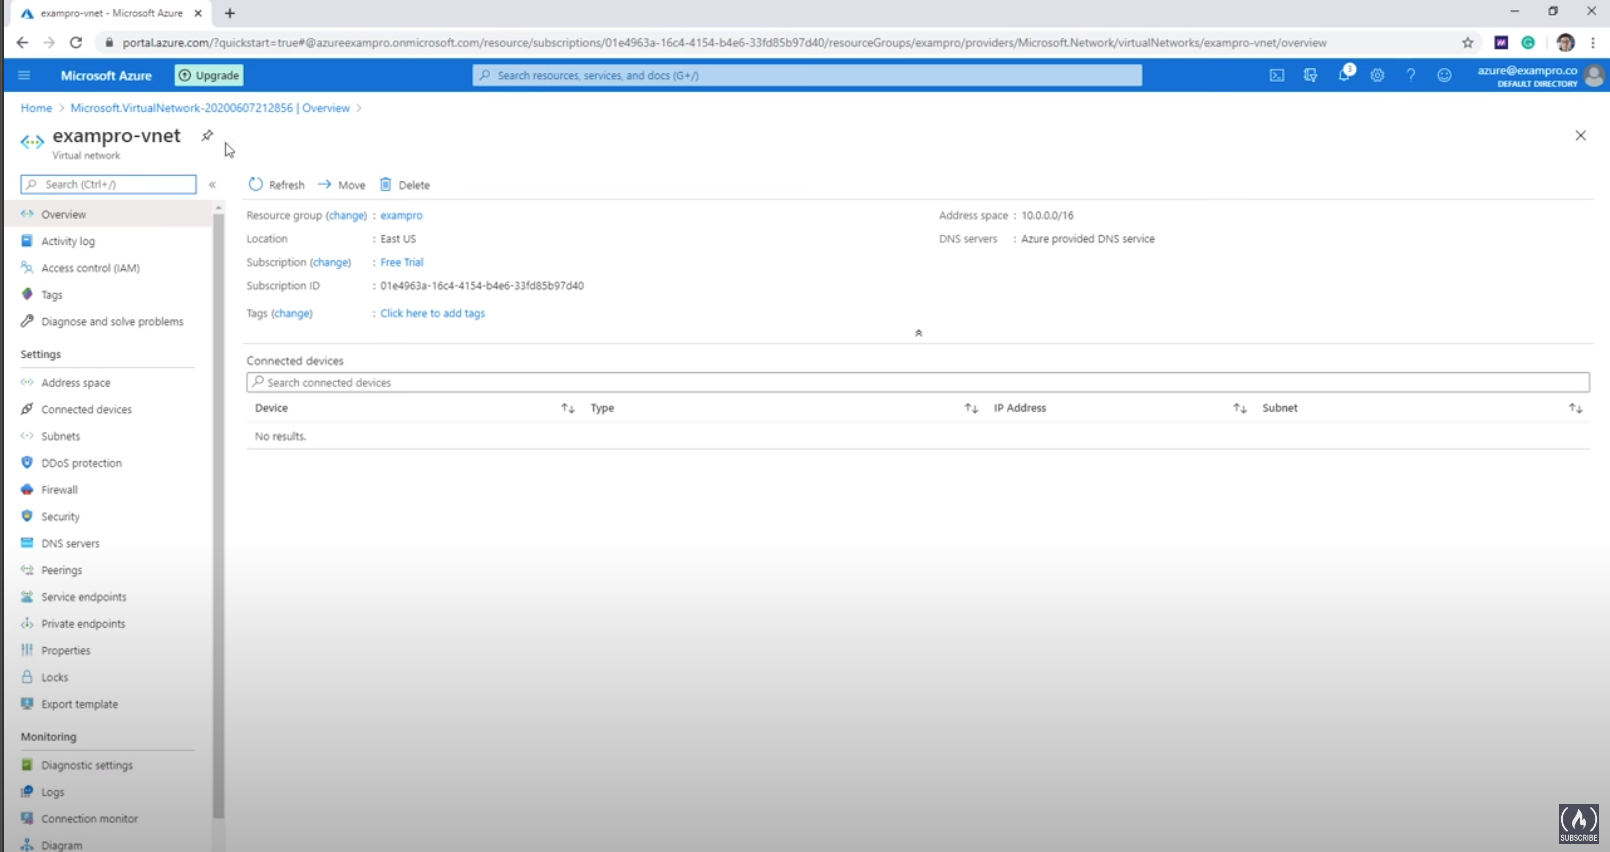 exampro-vnet - Microsoft Azure
portal.azure.com/?quickstart=true#@azureexampro.onmicrosoft.com/resource/subscriptions/01e4963a-16c4-4154-b4e6-33fd85b97d40/resourceGroups/exampro/providers/Microsoft.Network/virtualNetworks/exampro-vnet/overview
Microsoft Azure
Upgrade
Search resources, services, and docs (G+/)
3
azure@exampro.co
DEFAULT DIRECTORY
Home > Microsoft.VirtualNetwork-20200607212856 | Overview >
exampro-vnet
Virtual network
Search (Ctrl+/)
«
Refresh
Move
Delete
Overview
Activity log
Access control (IAM)
Tags
Diagnose and solve problems
Settings
Address space
Connected devices
Subnets
DDoS protection
Firewall
Security
DNS servers
Peerings
Service endpoints
Private endpoints
Properties
Locks
Export template
Monitoring
Diagnostic settings
Logs
Connection monitor
Diagram
Resource group (change) : exampro
Location : East US
Subscription (change) : Free Trial
Subscription ID : 01e4963a-16c4-4154-b4e6-33fd85b97d40
Tags (change) : Click here to add tags
Address space : 10.0.0.0/16
DNS servers : Azure provided DNS service
Connected devices
Search connected devices
Device Type IP Address Subnet
No results.
SUBSCRIBE